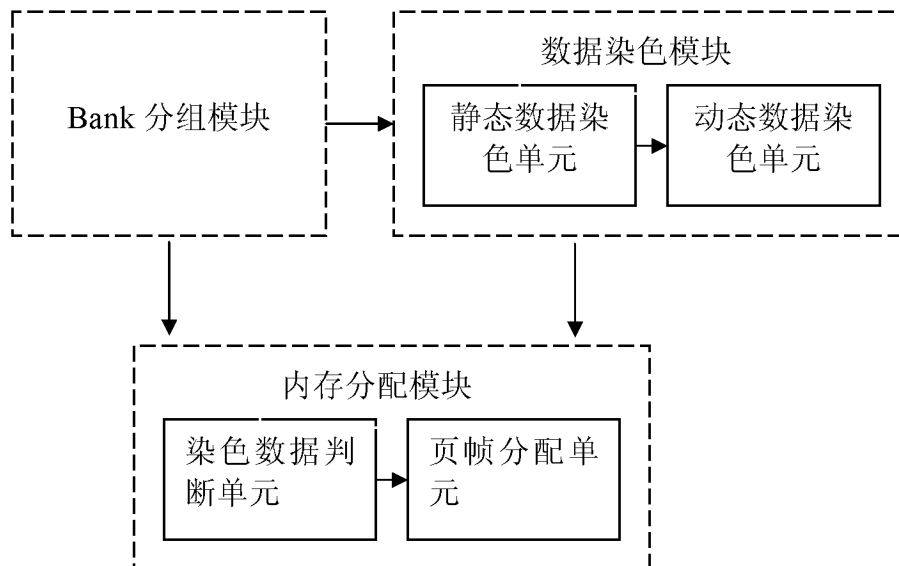 数据染色模块
Bank 分组模块
静态数据染
色单元
动态数据染
色单元
内存分配模块
染色数据判
断单元
页帧分配单
元